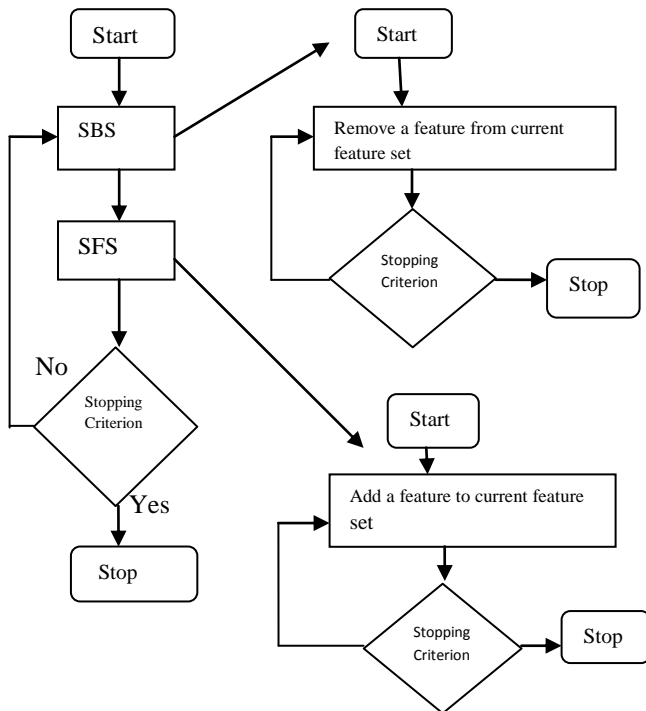 Start
SBS
SFS
No
Stopping
Criterion
Yes
Stop
Start
Remove a feature from current
feature set
Stopping
Criterion
Stop
Start
Add a feature to current feature
set
Stopping
Criterion
Stop